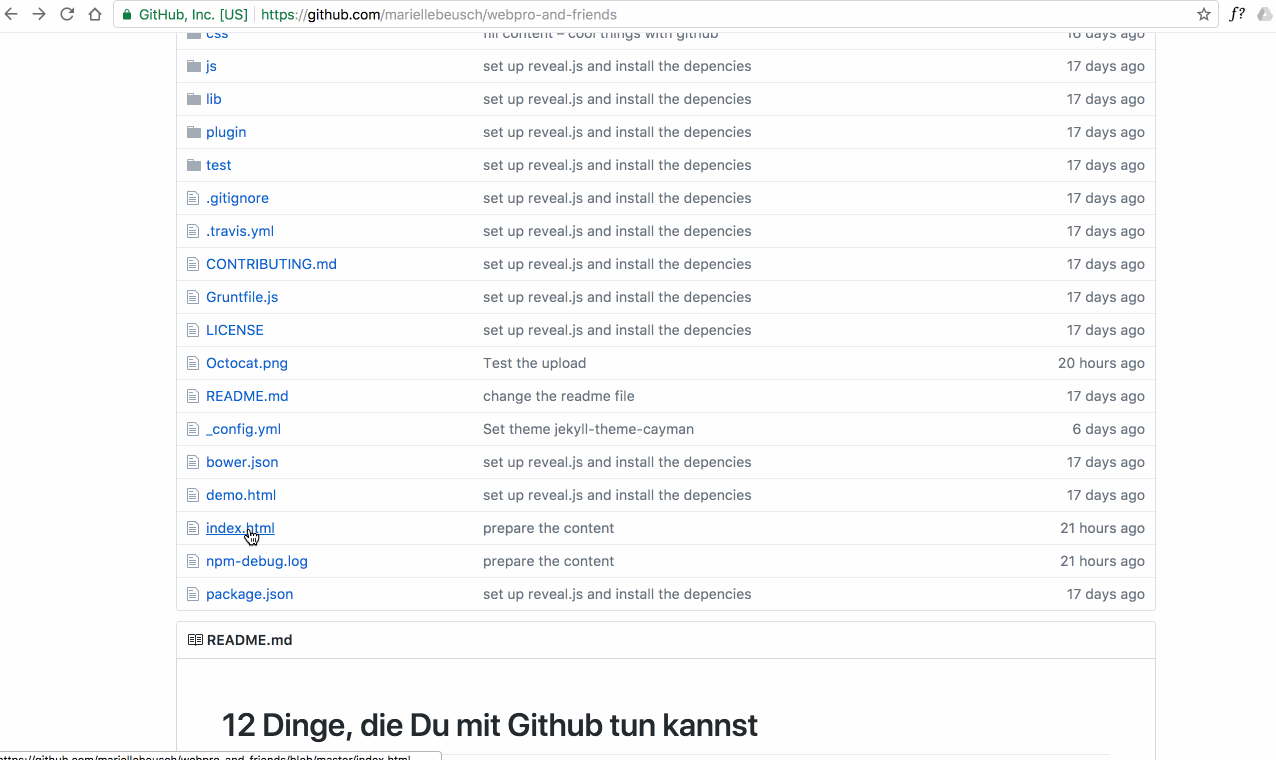 GitHub, Inc. [US] https://github.com/mariellebeusch/webpro-and-friends f?
css fill content – cool things with github 16 days ago
js set up reveal.js and install the depencies 17 days ago
lib set up reveal.js and install the depencies 17 days ago
plugin set up reveal.js and install the depencies 17 days ago
test set up reveal.js and install the depencies 17 days ago
.gitignore set up reveal.js and install the depencies 17 days ago
.travis.yml set up reveal.js and install the depencies 17 days ago
CONTRIBUTING.md set up reveal.js and install the depencies 17 days ago
Gruntfile.js set up reveal.js and install the depencies 17 days ago
LICENSE set up reveal.js and install the depencies 17 days ago
Octocat.png Test the upload 20 hours ago
README.md change the readme file 17 days ago
_config.yml Set theme jekyll-theme-cayman 6 days ago
bower.json set up reveal.js and install the depencies 17 days ago
demo.html set up reveal.js and install the depencies 17 days ago
index.html prepare the content 21 hours ago
npm-debug.log prepare the content 21 hours ago
package.json set up reveal.js and install the depencies 17 days ago
README.md
12 Dinge, die Du mit Github tun kannst
https://github.com/mariellebeusch/webpro-and-friends/blob/master/index.html